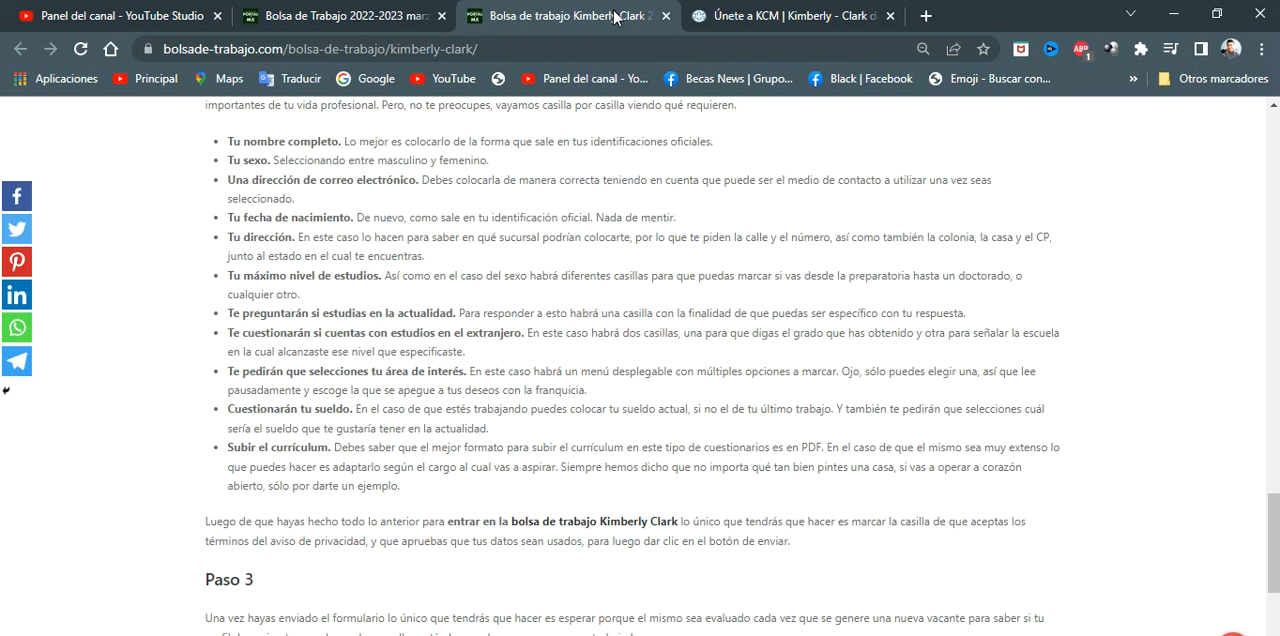 Panel del canal - YouTube Studio
Bolsa de Trabajo 2022-2023 mar
Bolsa de trabajo Kimberly Clark 2
Únete a KCM | Kimberly - Clark d
bolsade-trabajo.com/bolsa-de-trabajo/kimberly-clark/
ABP
1
Aplicaciones
Principal
Maps
Traducir
Google
YouTube
Panel del canal - Yo...
Becas News | Grupo...
Black | Facebook
Emoji - Buscar con...
»
Otros marcadores
importantes de tu vida profesional. Pero, no te preocupes, vayamos casilla por casilla viendo qué requieren.
• Tu nombre completo. Lo mejor es colocarlo de la forma que sale en tus identificaciones oficiales.
• Tu sexo. Seleccionando entre masculino y femenino.
• Una dirección de correo electrónico. Debes colocarla de manera correcta teniendo en cuenta que puede ser el medio de contacto a utilizar una vez seas
seleccionado.
• Tu fecha de nacimiento. De nuevo, como sale en tu identificación oficial. Nada de mentir.
• Tu dirección. En este caso lo hacen para saber en qué sucursal podrían colocarte, por lo que te piden la calle y el número, así como también la colonia, la casa y el CP,
junto al estado en el cual te encuentras.
• Tu máximo nivel de estudios. Así como en el caso del sexo habrá diferentes casillas para que puedas marcar si vas desde la preparatoria hasta un doctorado, o
cualquier otro.
• Te preguntarán si estudias en la actualidad. Para responder a esto habrá una casilla con la finalidad de que puedas ser específico con tu respuesta.
• Te cuestionarán si cuentas con estudios en el extranjero. En este caso habrá dos casillas, una para que digas el grado que has obtenido y otra para señalar la escuela
en la cual alcanzaste ese nivel que especificaste.
• Te pedirán que selecciones tu área de interés. En este caso habrá un menú desplegable con múltiples opciones a marcar. Ojo, sólo puedes elegir una, así que lee
pausadamente y escoge la que se apegue a tus deseos con la franquicia.
• Cuestionarán tu sueldo. En el caso de que estés trabajando puedes colocar tu sueldo actual, si no el de tu último trabajo. Y también te pedirán que selecciones cuál
sería el sueldo que te gustaría tener en la actualidad.
• Subir el currículum. Debes saber que el mejor formato para subir el currículum en este tipo de cuestionarios es en PDF. En el caso de que el mismo sea muy extenso lo
que puedes hacer es adaptarlo según el cargo al cual vas a aspirar. Siempre hemos dicho que no importa qué tan bien pintes una casa, si vas a operar a corazón
abierto, sólo por darte un ejemplo.
Luego de que hayas hecho todo lo anterior para entrar en la bolsa de trabajo Kimberly Clark lo único que tendrás que hacer es marcar la casilla de que aceptas los
términos del aviso de privacidad, y que apruebas que tus datos sean usados, para luego dar clic en el botón de enviar.
Paso 3
Una vez hayas enviado el formulario lo único que tendrás que hacer es esperar porque el mismo sea evaluado cada vez que se genere una nueva vacante para saber si tu